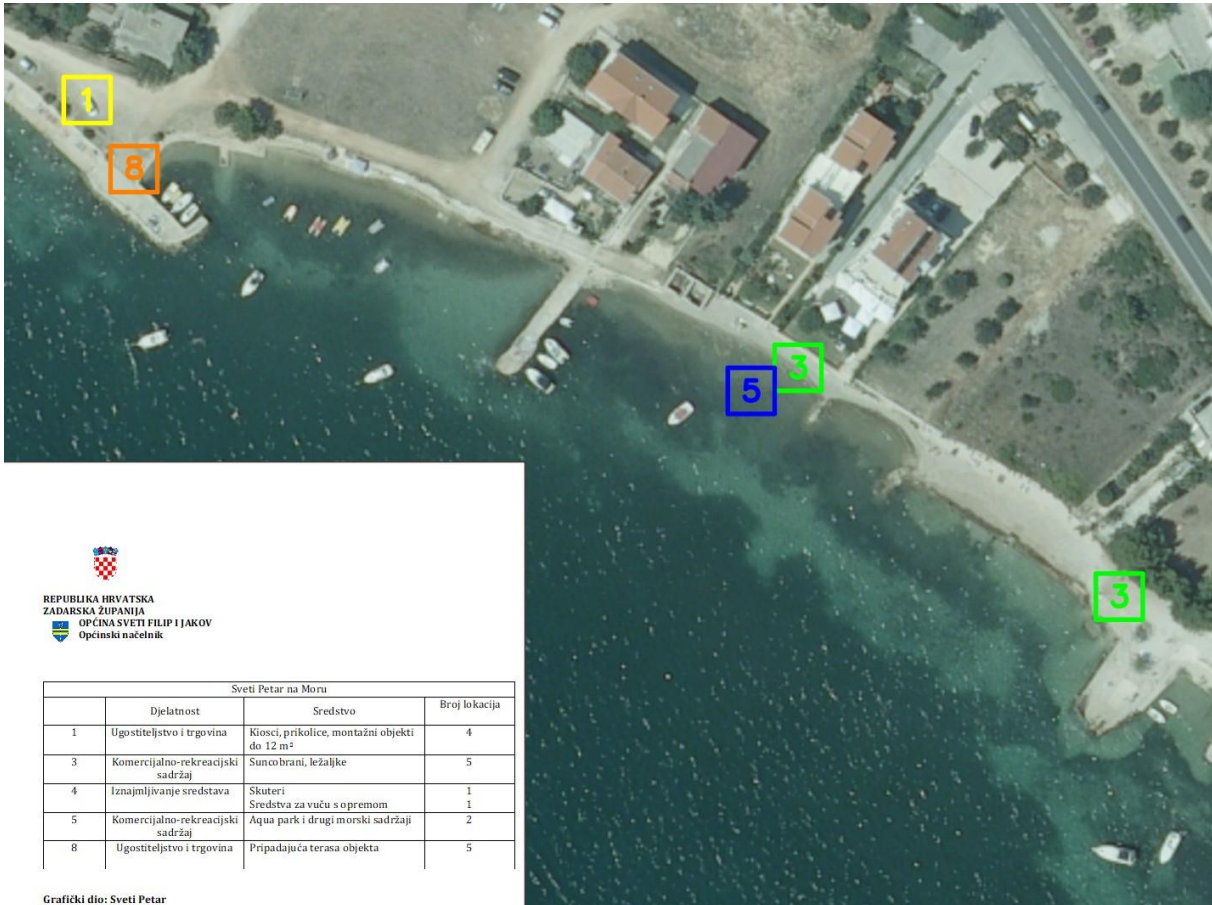 1
8
3
5
3
REPUBLIKA HRVATSKA
ZADARSKA ŽUPANIJA
OPĆINA SVETI FILIP I JAKOV
Općinski načelnik
Sveti Petar na Moru
Djelatnost Sredstvo Broj lokacija
1 Ugostiteljstvo i trgovina Kiosci, prikolice, montažni objekti 4
do 12 m²
3 Komercijalno-rekreacijski Suncobrani, ležaljke 5
sadržaj
4 Iznajmljivanje sredstava Skuteri 1
Sredstva za vuču s opremom 1
5 Komercijalno-rekreacijski Aqua park i drugi morski sadržaji 2
sadržaj
8 Ugostiteljstvo i trgovina Pripadajuća terasa objekta 5
Grafički dio: Sveti Petar